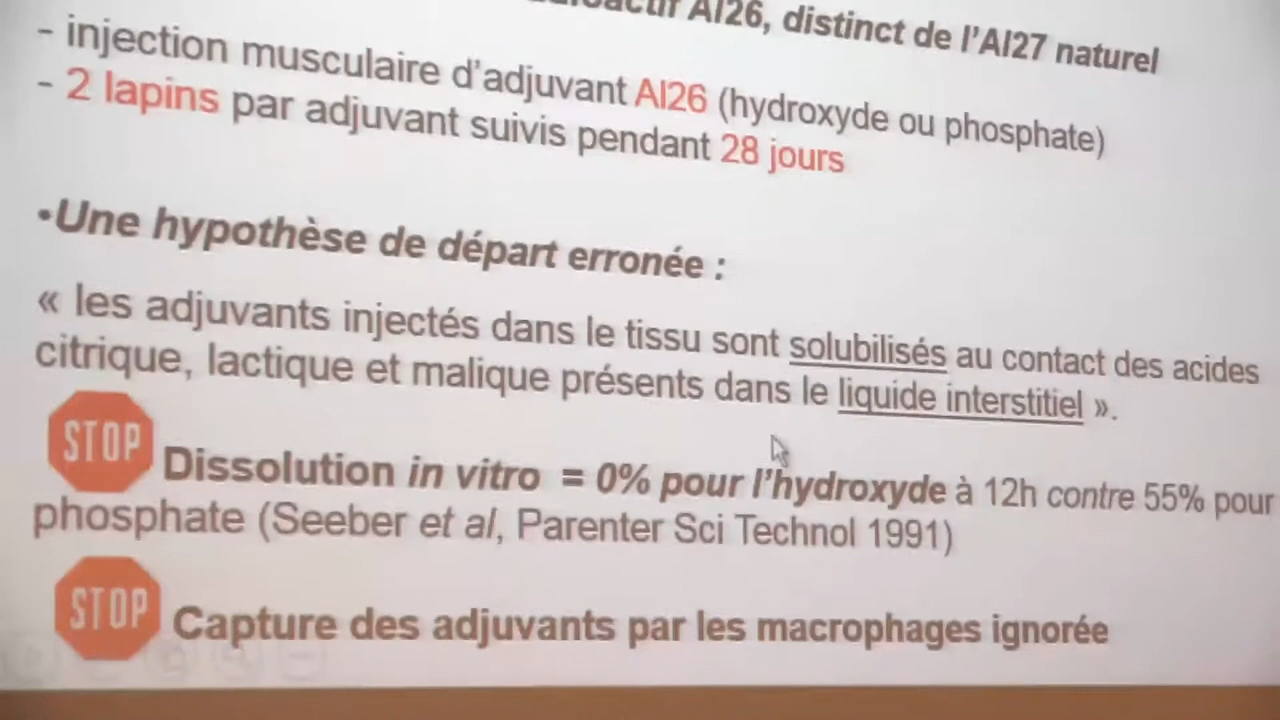 Al26, distinct de l'Al27 naturel
- injection musculaire d'adjuvant Al26 (hydroxyde ou phosphate)
- 2 lapins par adjuvant suivis pendant 28 jours
•Une hypothèse de départ erronée :
« les adjuvants injectés dans le tissu sont solubilisés au contact des acides
citrique, lactique et malique présents dans le liquide interstitiel ».
STOP Dissolution in vitro = 0% pour l'hydroxyde à 12h contre 55% pour
phosphate (Seeber et al, Parenter Sci Technol 1991)
STOP Capture des adjuvants par les macrophages ignorée